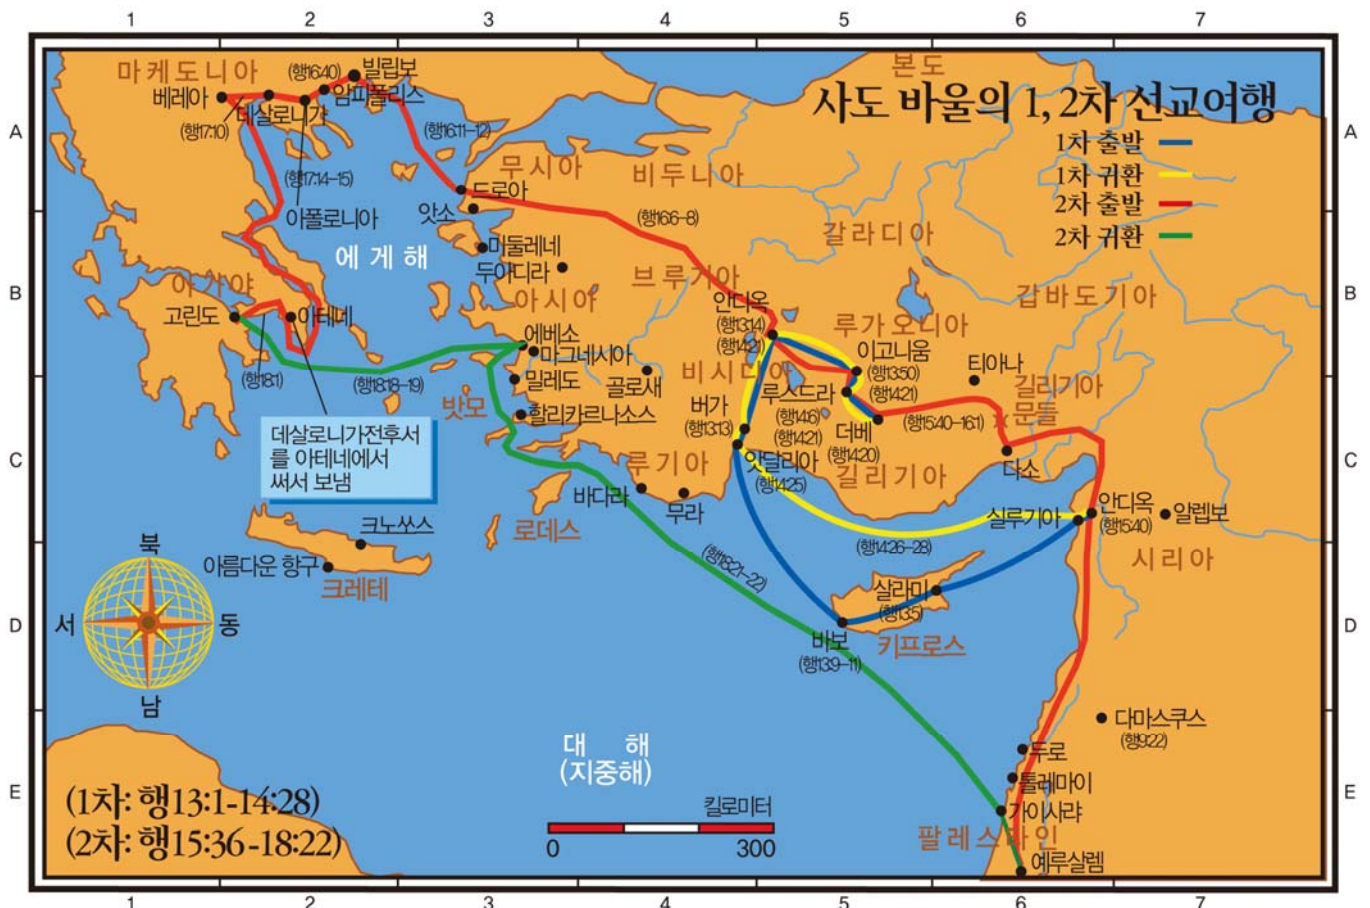 1 2 3 4 5 6 7
A A
B B
C C
D D
E E
1 2 3 4 5 6 7
사도 바울의 1, 2차 선교여행
1차 출발
1차 귀환
2차 출발
2차 귀환
마케도니아
(행16:40)
빌립보
베레아
암피폴리스
데살로니가
(행17:10)
(행16:11-12)
(행17:14-15)
아폴로니아
본도
무시아
비두니아
드로아
앗소
(행16:6-8)
갈라디아
에게해
미둘레네
두아디라
브루기아
아시아
갑바도기아
아가야
고린도
아테네
(행18:1)
에베소
마그네시아
(행18:18-19)
밀레도
골로새
할리카르나소스
밧모
안디옥
(행13:14)
(행14:21)
루가오니아
이고니움
(행13:50)
(행14:21)
티아나
비시디아
루스드라
(행14:6)
(행14:21)
길리기아
문들
버가
(행13:13)
더베
(행14:20)
(행15:40-16:1)
데살로니가전후서
를 아테네에서
써서 보냄
루기아
앗달리아
(행14:25)
길리기아
다소
바다라
무라
로데스
안디옥
(행15:40)
실루기아
알렙보
시리아
크노쏘스
아름다운 항구
크레테
(행14:26-28)
(행18:21-22)
살라미
(행13:5)
바보
(행13:9-11)
키프로스
북
서 동
남
다마스쿠스
(행9:22)
두로
톨레마이
가이사랴
팔레스타인
예루살렘
대 해
(지중해)
킬로미터
0 300
(1차: 행13:1-14:28)
(2차: 행15:36-18:22)